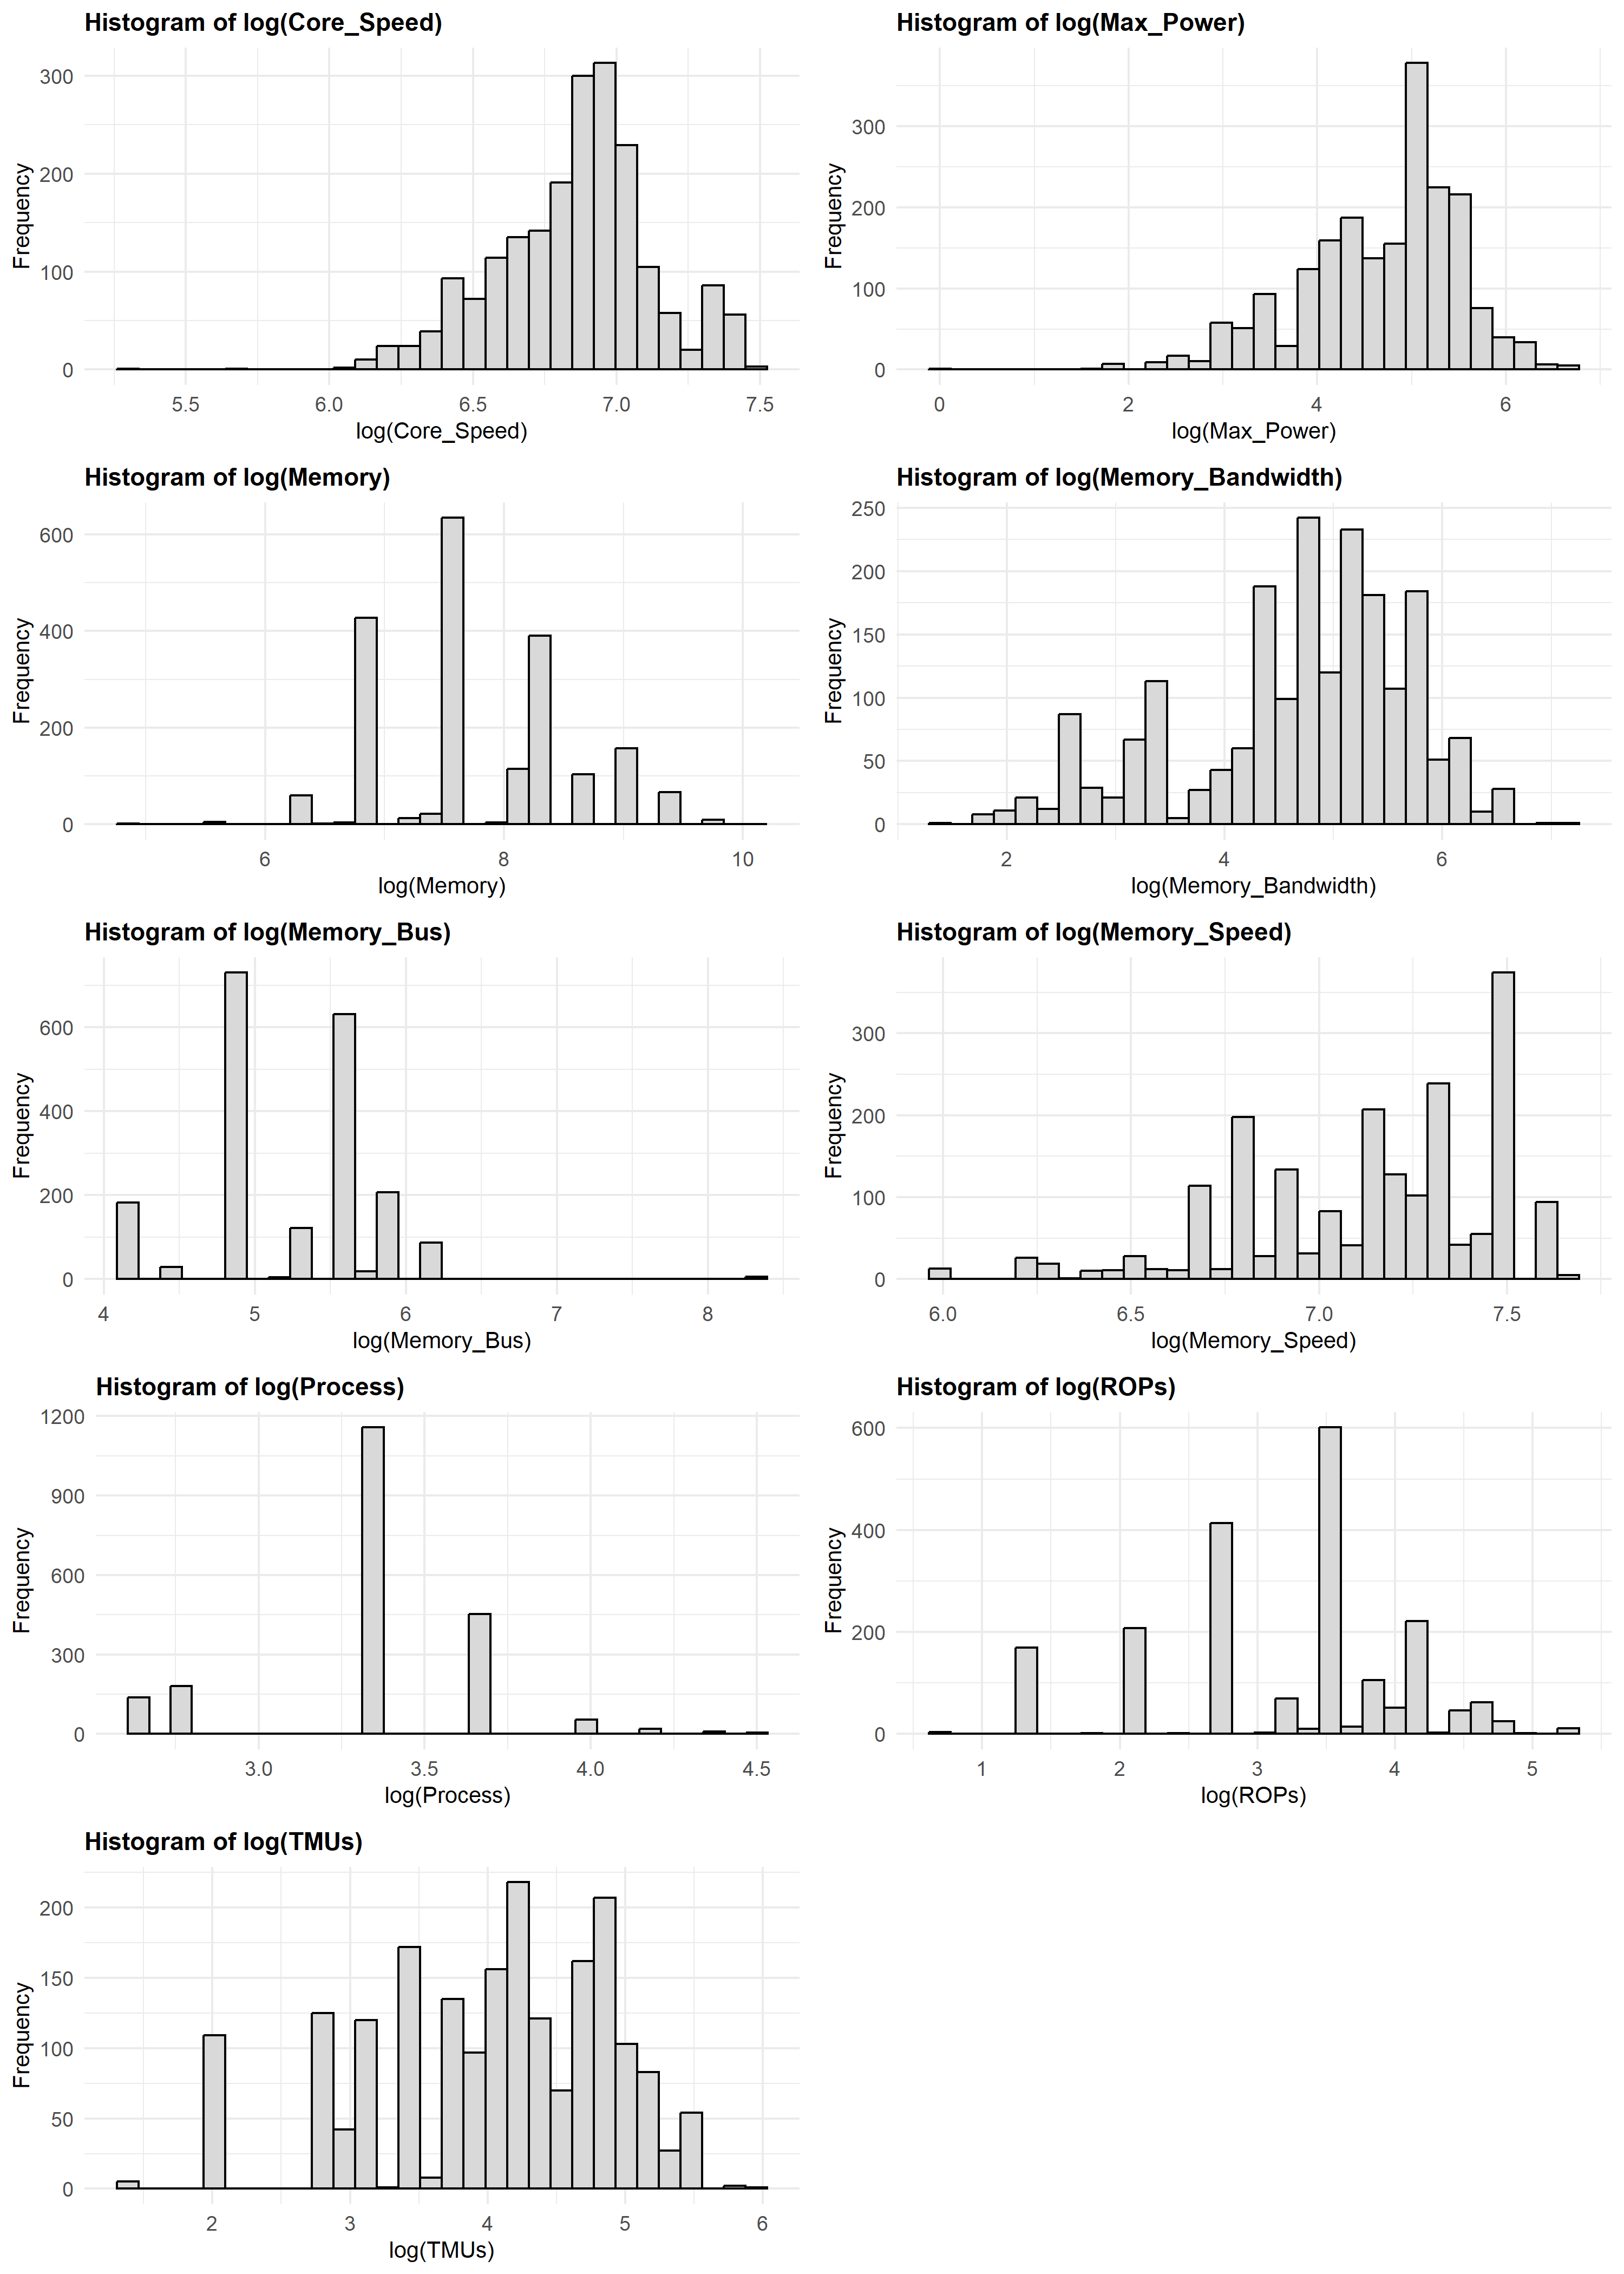 Histogram of log(Core_Speed)
Frequency
300
200
100
0
5.5 6.0 6.5 7.0 7.5
log(Core_Speed)
Histogram of log(Max_Power)
Frequency
300
200
100
0
0 2 4 6
log(Max_Power)
Histogram of log(Memory)
Frequency
600
400
200
0
6 8 10
log(Memory)
Histogram of log(Memory_Bandwidth)
Frequency
250
200
150
100
50
0
2 4 6
log(Memory_Bandwidth)
Histogram of log(Memory_Bus)
Frequency
600
400
200
0
4 5 6 7 8
log(Memory_Bus)
Histogram of log(Memory_Speed)
Frequency
300
200
100
0
6.0 6.5 7.0 7.5
log(Memory_Speed)
Histogram of log(Process)
Frequency
1200
900
600
300
0
3.0 3.5 4.0 4.5
log(Process)
Histogram of log(ROPs)
Frequency
600
400
200
0
1 2 3 4 5
log(ROPs)
Histogram of log(TMUs)
Frequency
200
150
100
50
0
2 3 4 5 6
log(TMUs)